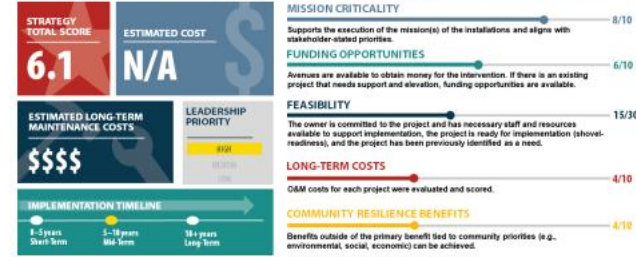 STRATEGY
TOTAL SCORE
6.1
ESTIMATED COST
N/A
ESTIMATED LONG-TERM
MAINTENANCE COSTS
$$$$
LEADERSHIP
PRIORITY
HIGH
MEDIUM
LOW
IMPLEMENTATION TIMELINE
0–5 years
Short-Term
5–10 years
Mid-Term
10+ years
Long-Term
MISSION CRITICALITY
8/10
Supports the execution of the mission(s) of the installations and aligns with
stakeholder-stated priorities.
FUNDING OPPORTUNITIES
6/10
Avenues are available to obtain money for the intervention. If there is an existing
project that needs support and elevation, funding opportunities are available.
FEASIBILITY
15/30
The owner is committed to the project and has necessary staff and resources
available to support implementation, the project is ready for implementation (shovel-
readiness), and the project has been previously identified as a need.
LONG-TERM COSTS
4/10
O&M costs for each project were evaluated and scored.
COMMUNITY RESILIENCE BENEFITS
4/10
Benefits outside of the primary benefit tied to community priorities (e.g.,
environmental, social, economic) can be achieved.